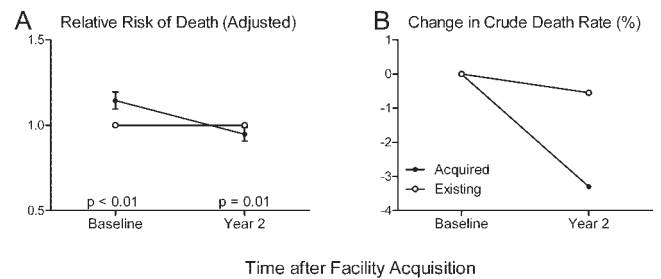 A
Relative Risk of Death (Adjusted)
1.5
1.0
0.5
p < 0.01
p = 0.01
Baseline
Year 2
B
Change in Crude Death Rate (%)
0
-1
-2
-3
-4
Acquired
Existing
Baseline
Year 2
Time after Facility Acquisition